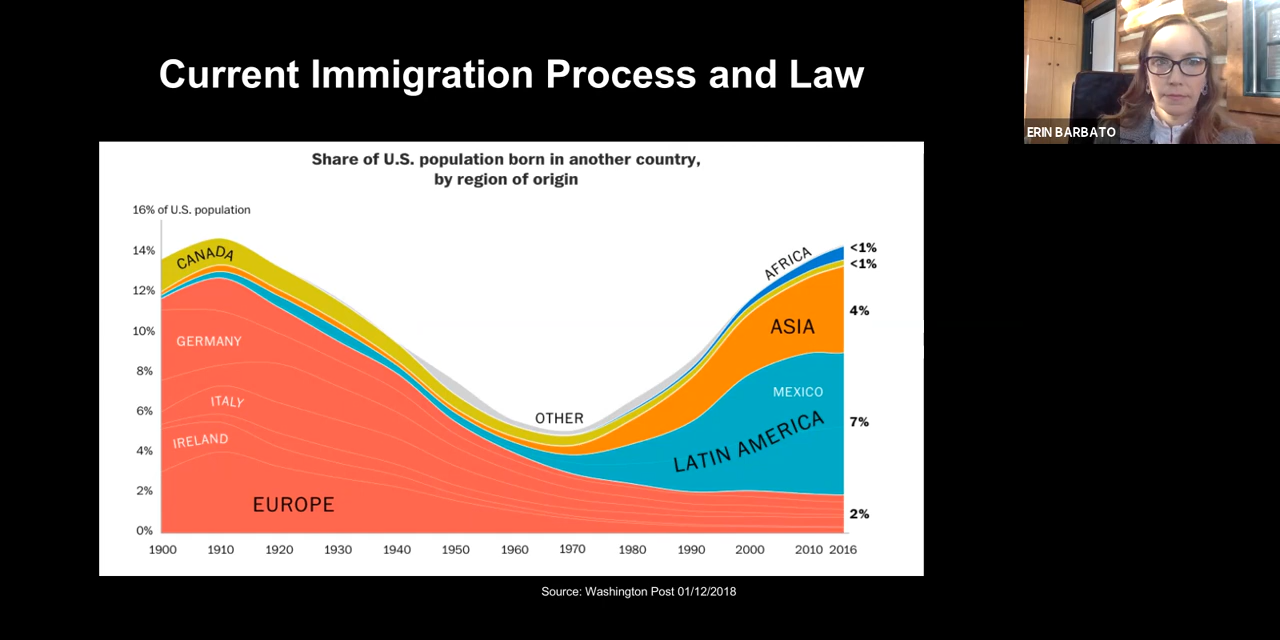 Current Immigration Process and Law
ERIN BARBATO
Share of U.S. population born in another country,
by region of origin
16% of U.S. population
14%
12%
10%
8%
6%
4%
2%
0%
CANADA
GERMANY
ITALY
IRELAND
EUROPE
OTHER
AFRICA
ASIA
MEXICO
LATIN AMERICA
<1%
<1%
4%
7%
2%
1900 1910 1920 1930 1940 1950 1960 1970 1980 1990 2000 2010 2016
Source: Washington Post 01/12/2018